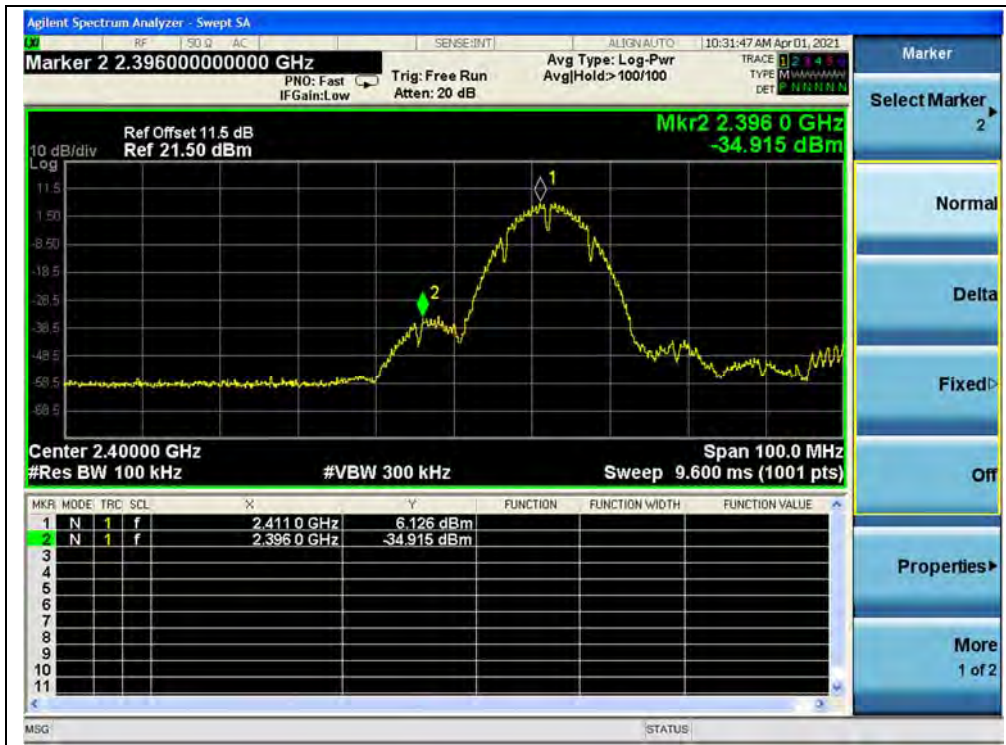 Agilent Spectrum Analyzer - Swept SA
LXI RF 50 Ω AC SENSE:INT ALIGNAUTO 10:31:47 AM Apr 01, 2021
Marker 2 2.396000000000 GHz
PNO: Fast
IFGain:Low
Trig: Free Run
Atten: 20 dB
Avg Type: Log-Pwr
Avg|Hold:>100/100
TRACE 1 2 3 4 5 6
TYPE M
DET P N N N N N
Ref Offset 11.5 dB
10 dB/div Ref 21.50 dBm
Log
Mkr2 2.396 0 GHz
-34.915 dBm
11.5
1.50
-8.50
-18.5
-28.5
-38.5
-48.5
-58.5
-68.5
1
2
Center 2.40000 GHz
Span 100.0 MHz
#Res BW 100 kHz #VBW 300 kHz Sweep 9.600 ms (1001 pts)
MKR MODE TRC SCL X Y FUNCTION FUNCTION WIDTH FUNCTION VALUE
1 N 1 f 2.411 0 GHz 6.126 dBm
2 N 1 f 2.396 0 GHz -34.915 dBm
3
4
5
6
7
8
9
10
11
MSG STATUS
Marker
Select Marker
2
Normal
Delta
Fixed
Off
Properties
More
1 of 2